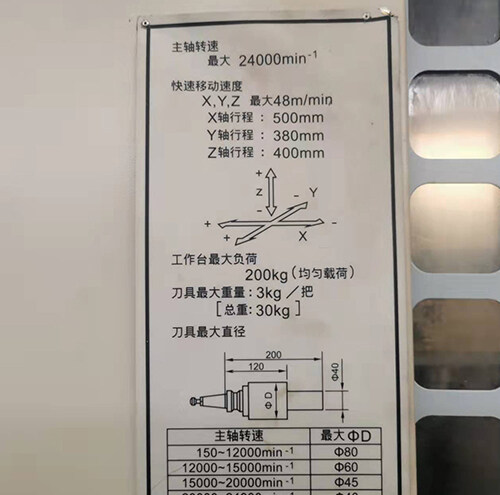 主轴转速
最大 24000min⁻¹
快速移动速度
X,Y,Z 最大48m/min
X轴行程：500mm
Y轴行程：380mm
Z轴行程：400mm
+
Z
-
Y
-
+
-
+
X
工作台最大负荷
200kg(均匀载荷)
刀具最大重量：3kg／把
[总重：30kg]
刀具最大直径
200
120
ΦD
Φ40
主轴转速 最大 ΦD
150~12000min⁻¹ Φ80
12000~15000min⁻¹ Φ60
15000~20000min⁻¹ Φ45